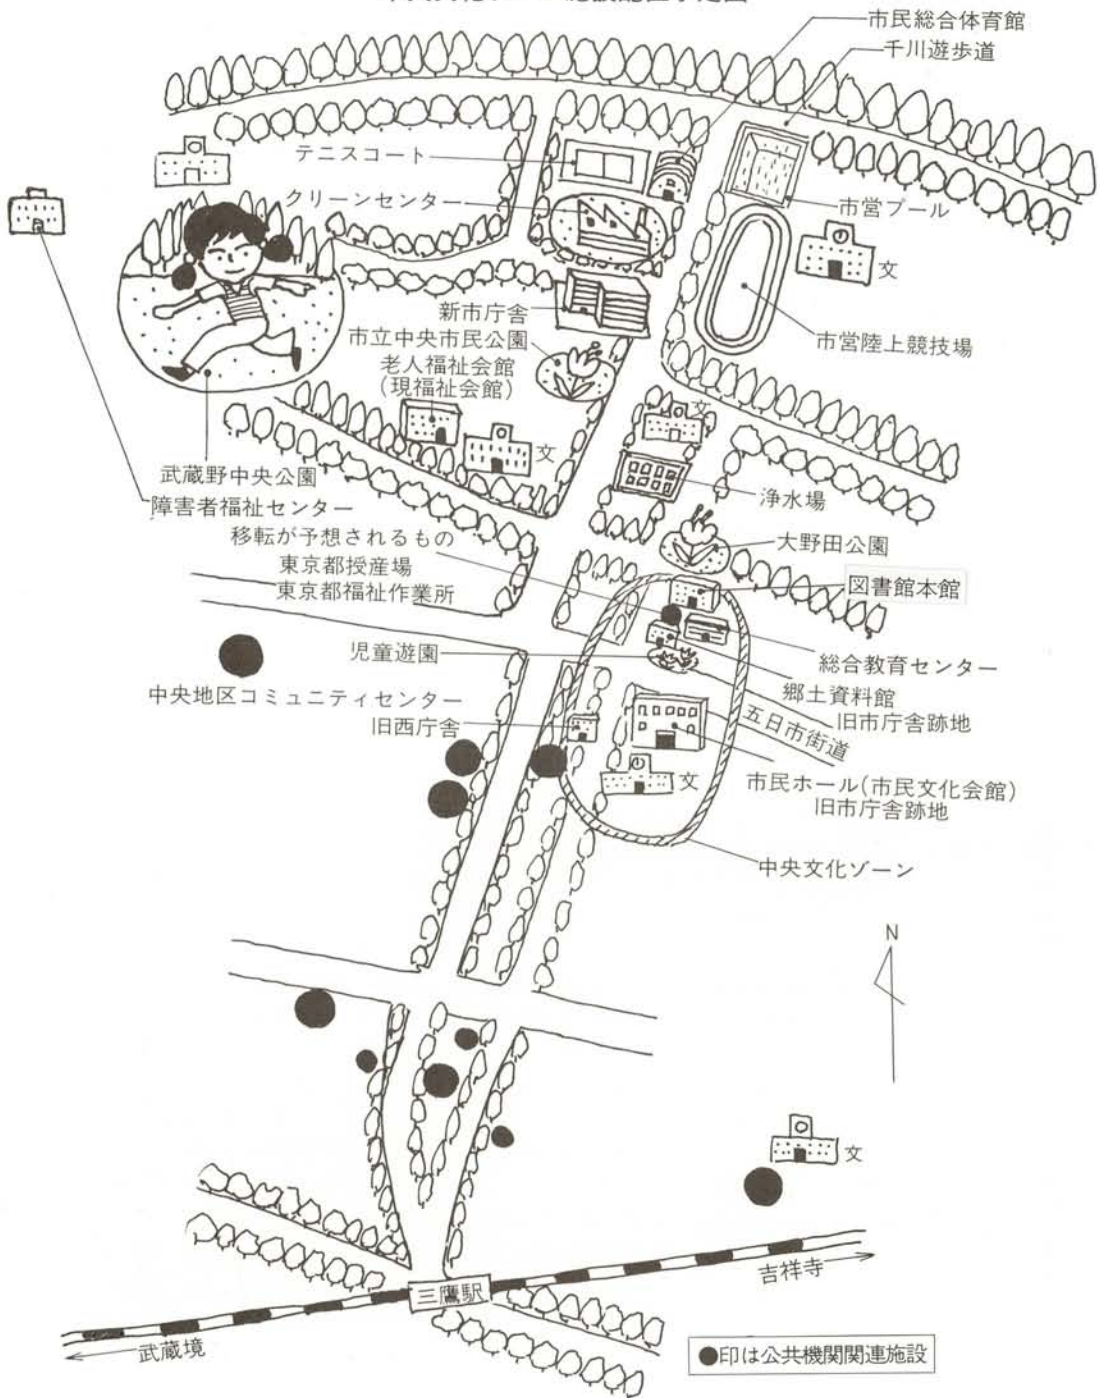 市民総合体育館
千川遊歩道
テニスコート
クリーンセンター
市営プール
文
新市庁舎
市立中央市民公園
老人福祉会館
(現福祉会館)
市営陸上競技場
文
文
武蔵野中央公園
障害者福祉センター
浄水場
移転が予想されるもの
東京都授産場
東京都福祉作業所
大野田公園
図書館本館
児童遊園
総合教育センター
郷土資料館
旧市庁舎跡地
中央地区コミュニティセンター
旧西庁舎
五日市街道
文
市民ホール(市民文化会館)
旧市庁舎跡地
中央文化ゾーン
N
文
吉祥寺
三鷹駅
武蔵境
●印は公共機関関連施設